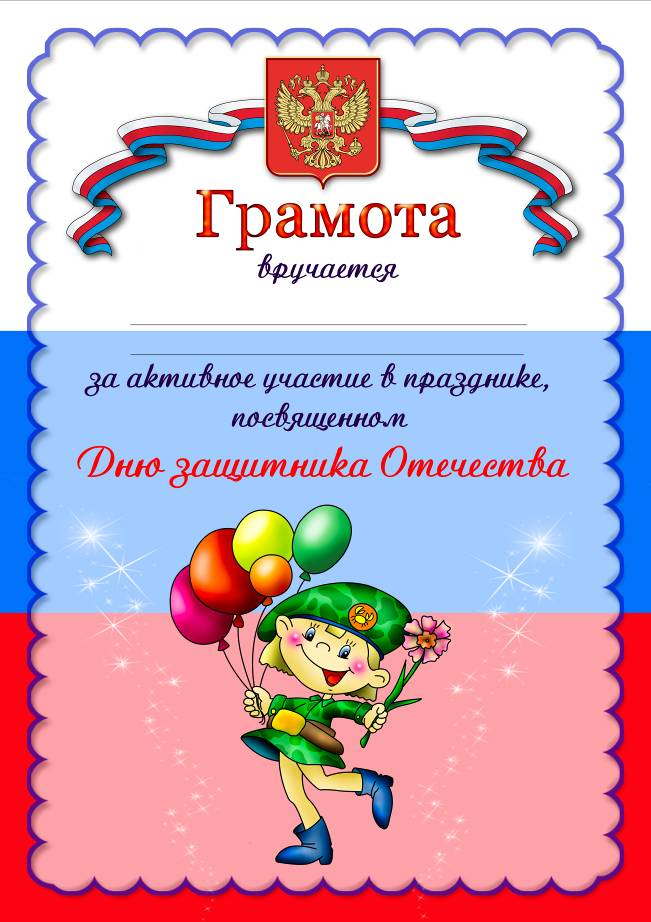 Грамота
вручается
за активное участие в празднике,
посвященном
Дню защитника Отечества